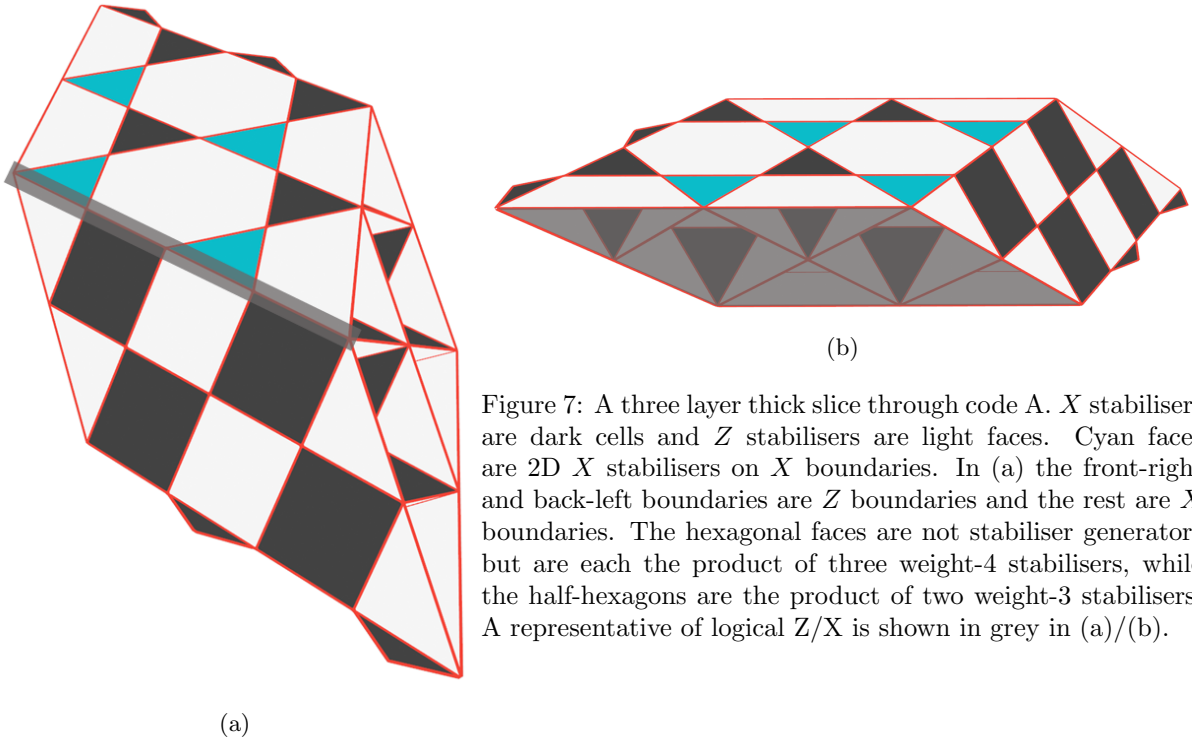 (b)
Figure 7: A three layer thick slice through code A. X stabiliser
are dark cells and Z stabilisers are light faces. Cyan face
are 2D X stabilisers on X boundaries. In (a) the front-righ
and back-left boundaries are Z boundaries and the rest are X
boundaries. The hexagonal faces are not stabiliser generator
but are each the product of three weight-4 stabilisers, while
the half-hexagons are the product of two weight-3 stabilisers
A representative of logical Z/X is shown in grey in (a)/(b).
(a)